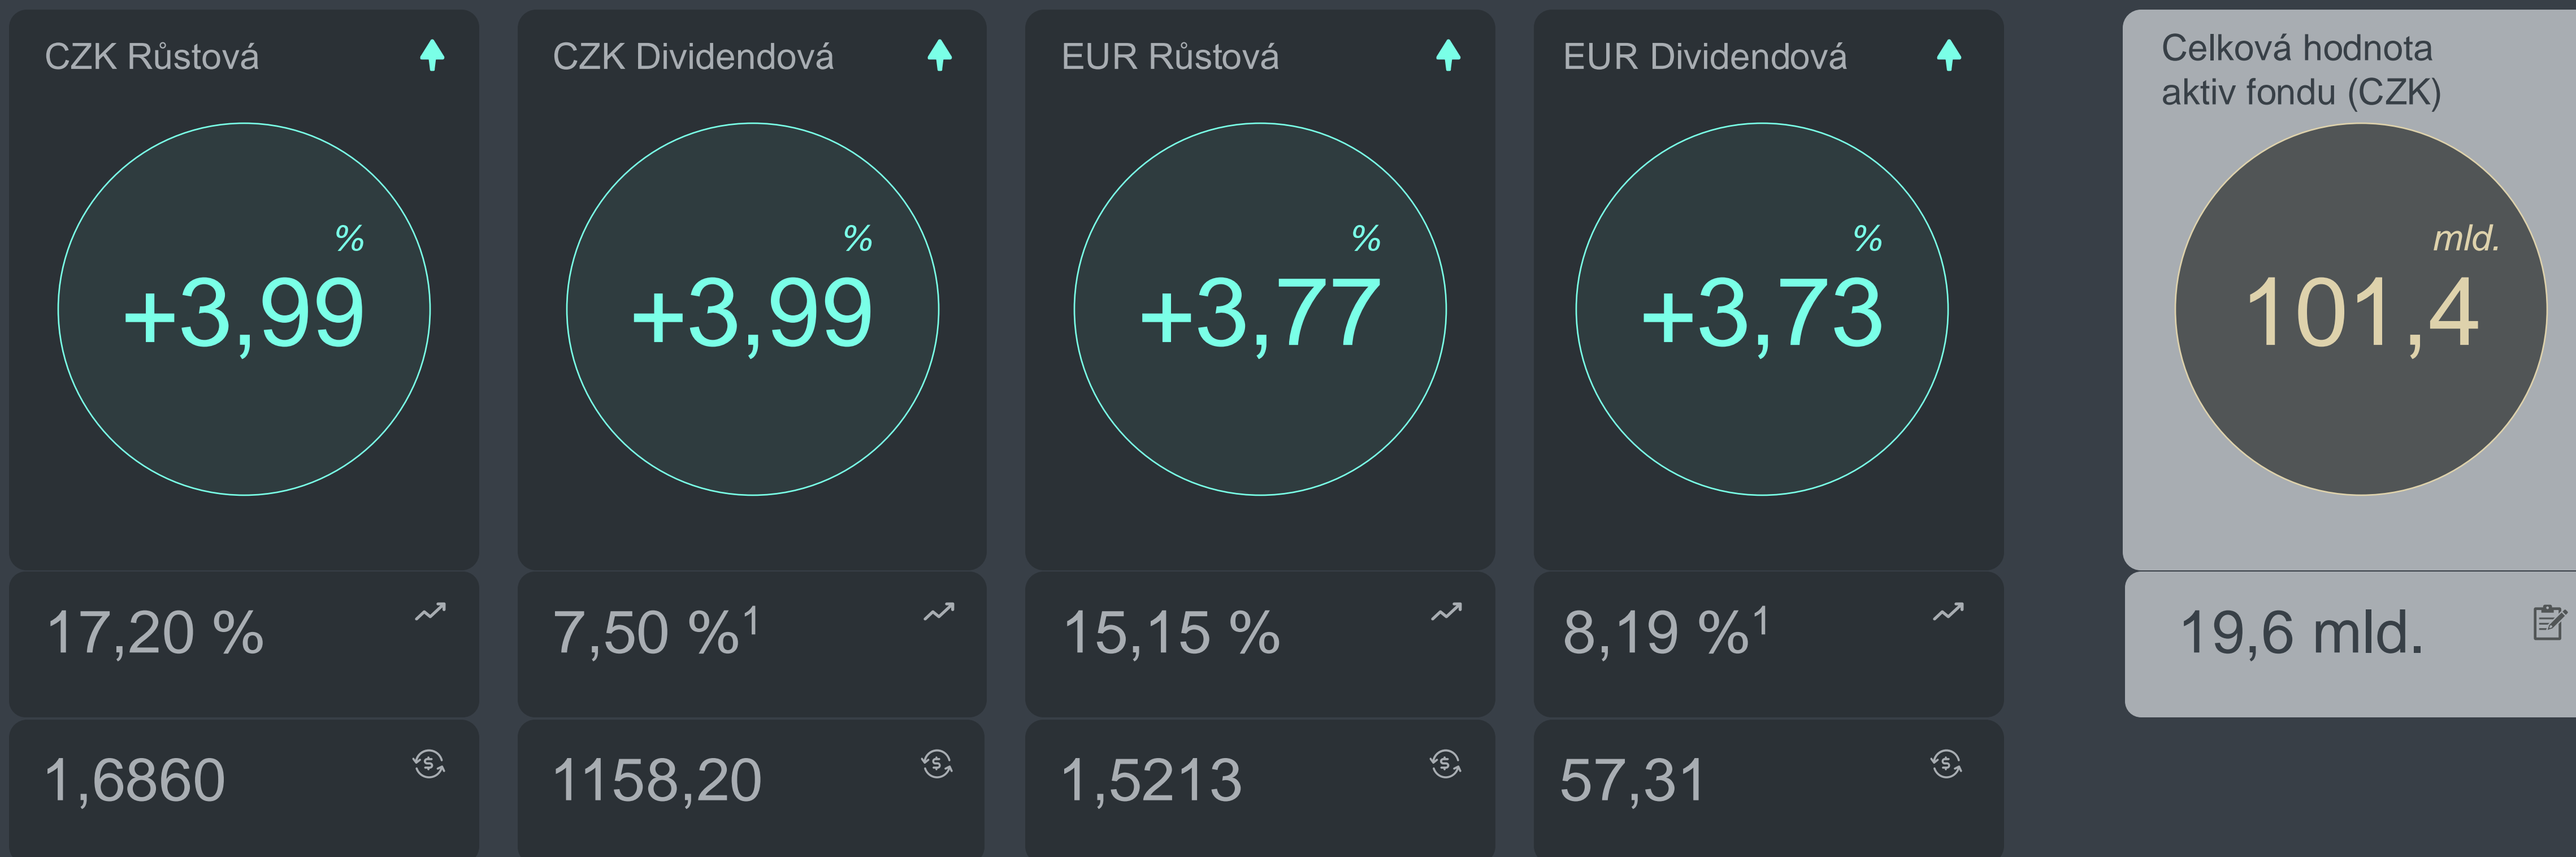 CZK Růstová
%
+3,99
17,20 %
1,6860
CZK Dividendová
%
+3,99
7,50 %¹
1158,20
EUR Růstová
%
+3,77
15,15 %
1,5213
EUR Dividendová
%
+3,73
8,19 %¹
57,31
Celková hodnota
aktiv fondu (CZK)
mld.
101,4
19,6 mld.